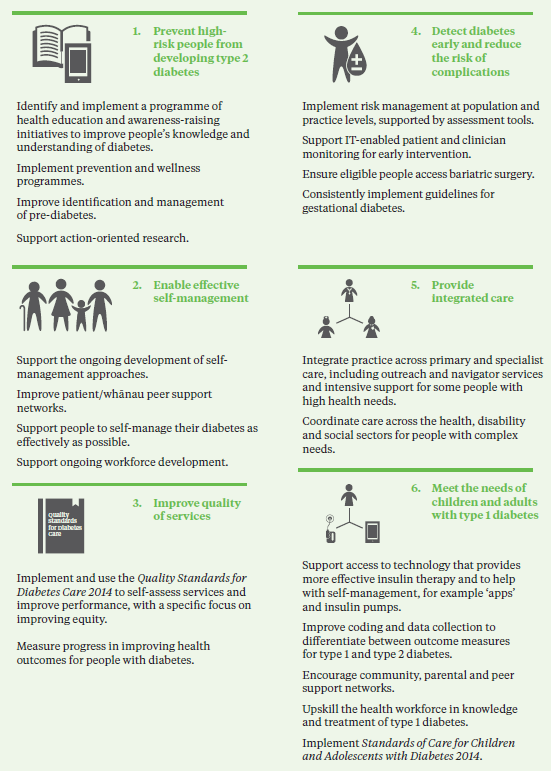 1. Prevent high-
risk people from
developing type 2
diabetes
Identify and implement a programme of
health education and awareness-raising
initiatives to improve people's knowledge and
understanding of diabetes.
Implement prevention and wellness
programmes.
Improve identification and management
of pre-diabetes.
Support action-oriented research.
2. Enable effective
self-management
Support the ongoing development of self-
management approaches.
Improve patient/whānau peer support
networks.
Support people to self-manage their diabetes as
effectively as possible.
Support ongoing workforce development.
3. Improve quality
of services
Quality
standards
for diabetes
care
Implement and use the Quality Standards for
Diabetes Care 2014 to self-assess services and
improve performance, with a specific focus on
improving equity.
Measure progress in improving health
outcomes for people with diabetes.
4. Detect diabetes
early and reduce
the risk of
complications
Implement risk management at population and
practice levels, supported by assessment tools.
Support IT-enabled patient and clinician
monitoring for early intervention.
Ensure eligible people access bariatric surgery.
Consistently implement guidelines for
gestational diabetes.
5. Provide
integrated care
Integrate practice across primary and specialist
care, including outreach and navigator services
and intensive support for some people with
high health needs.
Coordinate care across the health, disability
and social sectors for people with complex
needs.
6. Meet the needs of
children and adults
with type 1 diabetes
Support access to technology that provides
more effective insulin therapy and to help
with self-management, for example 'apps'
and insulin pumps.
Improve coding and data collection to
differentiate between outcome measures
for type 1 and type 2 diabetes.
Encourage community, parental and peer
support networks.
Upskill the health workforce in knowledge
and treatment of type 1 diabetes.
Implement Standards of Care for Children
and Adolescents with Diabetes 2014.